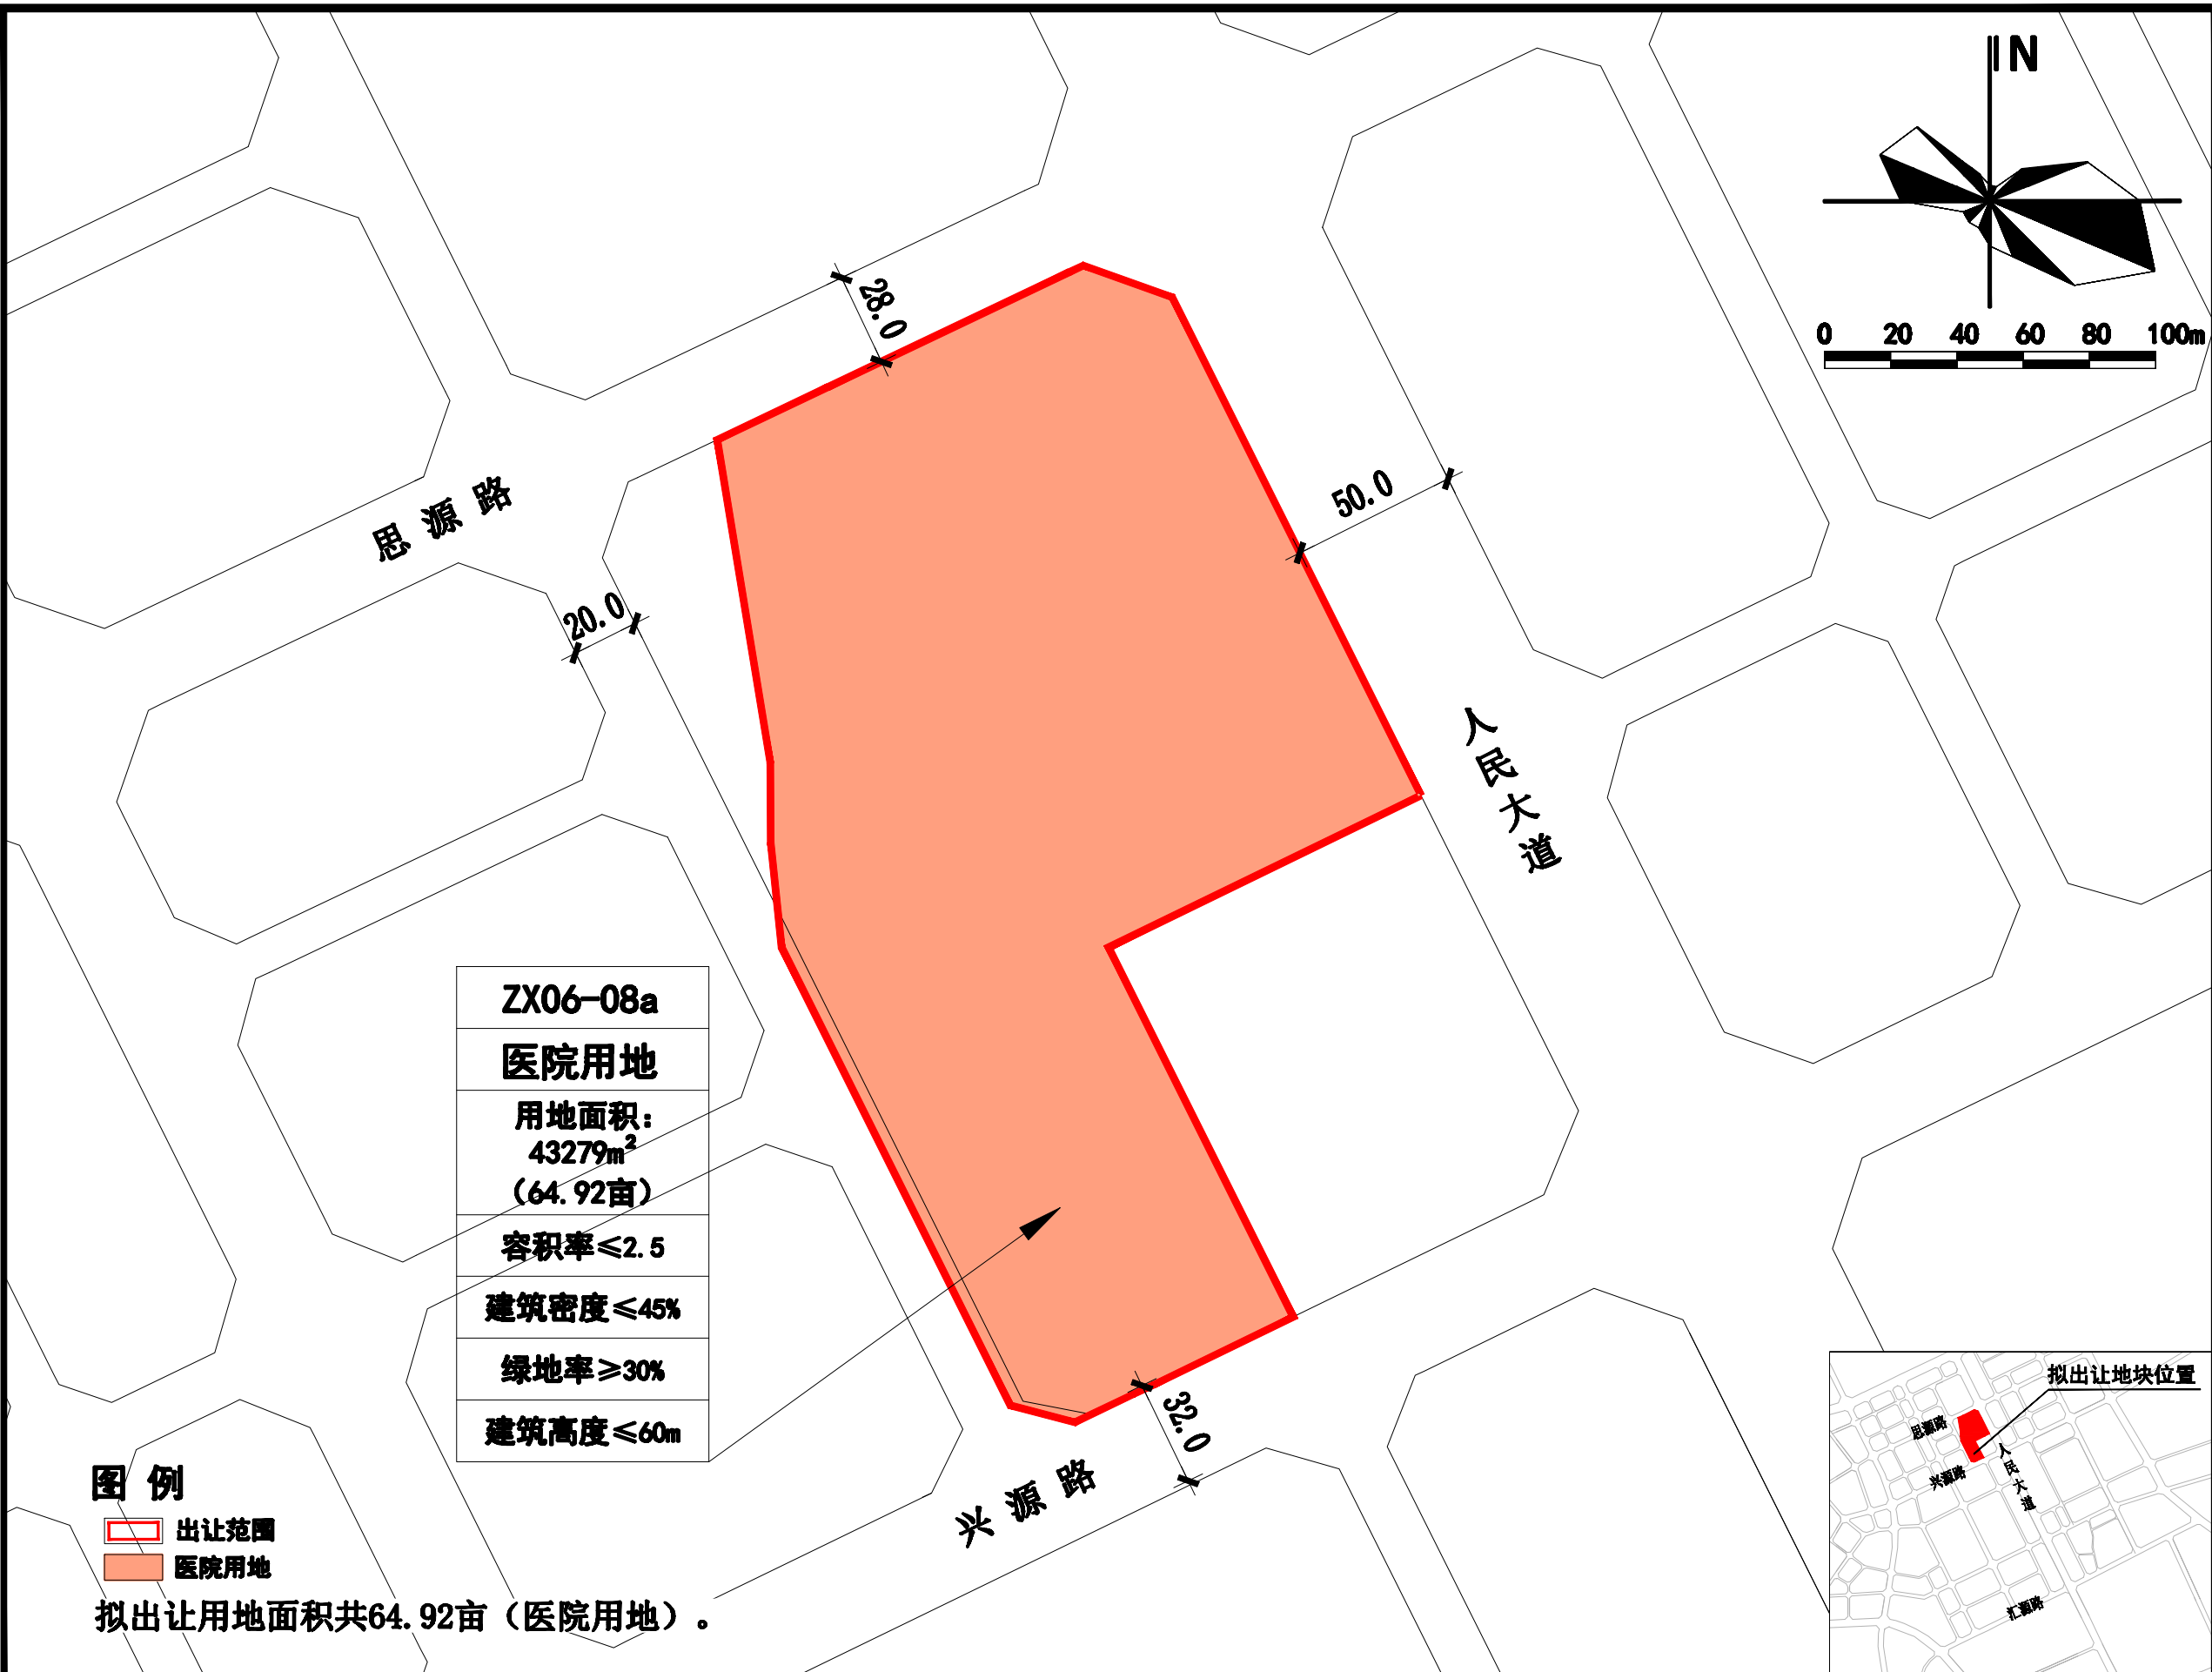 N
0 20 40 60 80 100m
28.0
50.0
思源路
20.0
人民大道
ZX06-08a
医院用地
用地面积:
43279m²
(64.92亩)
容积率≤2.5
建筑密度≤45%
绿地率≥30%
建筑高度≤60m
32.0
兴源路
图例
出让范围
医院用地
拟出让用地面积共64.92亩（医院用地）。
拟出让地块位置
思源路
兴源路
人民大道
汇源路